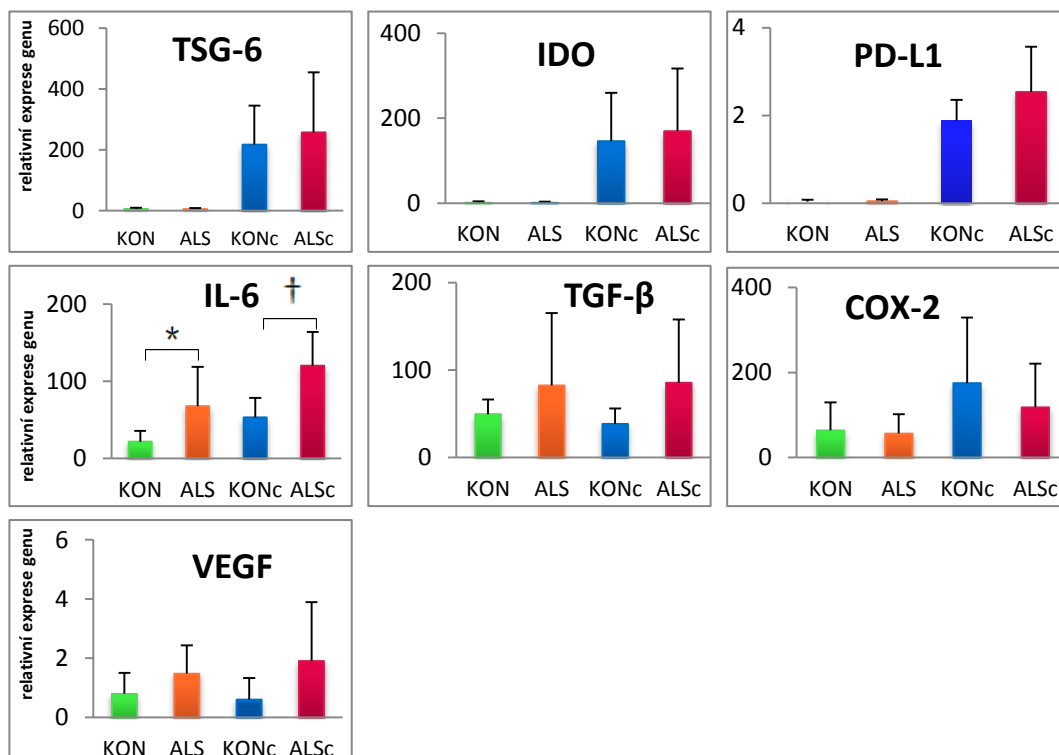 relativní exprese genu
TSG-6
600
400
200
0
KON ALS KONc ALSc
IDO
400
200
0
KON ALS KONc ALSc
PD-L1
4
2
0
KON ALS KONc ALSc
relativní exprese genu
IL-6
†
*
200
100
0
KON ALS KONc ALSc
TGF-β
200
150
100
50
0
KON ALS KONc ALSc
COX-2
400
200
0
KON ALS KONc ALSc
relativní exprese genu
VEGF
6
4
2
0
KON ALS KONc ALSc